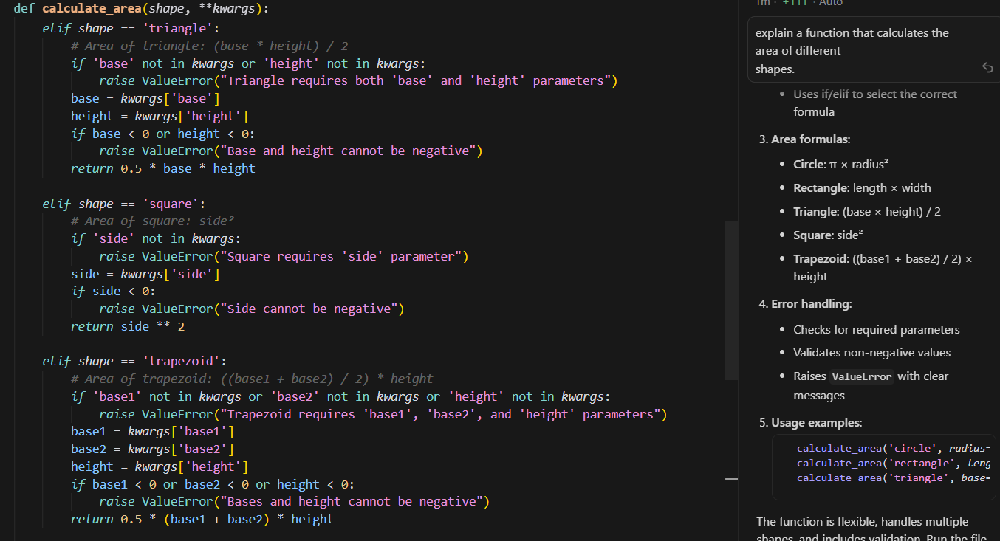 def calculate_area(shape, **kwargs):
    elif shape == 'triangle':
        # Area of triangle: (base * height) / 2
        if 'base' not in kwargs or 'height' not in kwargs:
            raise ValueError("Triangle requires both 'base' and 'height' parameters")
        base = kwargs['base']
        height = kwargs['height']
        if base < 0 or height < 0:
            raise ValueError("Base and height cannot be negative")
        return 0.5 * base * height
    elif shape == 'square':
        # Area of square: side²
        if 'side' not in kwargs:
            raise ValueError("Square requires 'side' parameter")
        side = kwargs['side']
        if side < 0:
            raise ValueError("Side cannot be negative")
        return side ** 2
    elif shape == 'trapezoid':
        # Area of trapezoid: ((base1 + base2) / 2) * height
        if 'base1' not in kwargs or 'base2' not in kwargs or 'height' not in kwargs:
            raise ValueError("Trapezoid requires 'base1', 'base2', and 'height' parameters")
        base1 = kwargs['base1']
        base2 = kwargs['base2']
        height = kwargs['height']
        if base1 < 0 or base2 < 0 or height < 0:
            raise ValueError("Bases and height cannot be negative")
        return 0.5 * (base1 + base2) * height
1m · +111 · Auto
explain a function that calculates the
area of different
shapes.
• Uses if/elif to select the correct
formula
3. Area formulas:
• Circle: π × radius²
• Rectangle: length × width
• Triangle: (base × height) / 2
• Square: side²
• Trapezoid: ((base1 + base2) / 2) ×
height
4. Error handling:
• Checks for required parameters
• Validates non-negative values
• Raises ValueError with clear
messages
5. Usage examples:
calculate_area('circle', radius=
calculate_area('rectangle', leng
calculate_area('triangle', base=
The function is flexible, handles multiple
shapes, and includes validation. Run the file